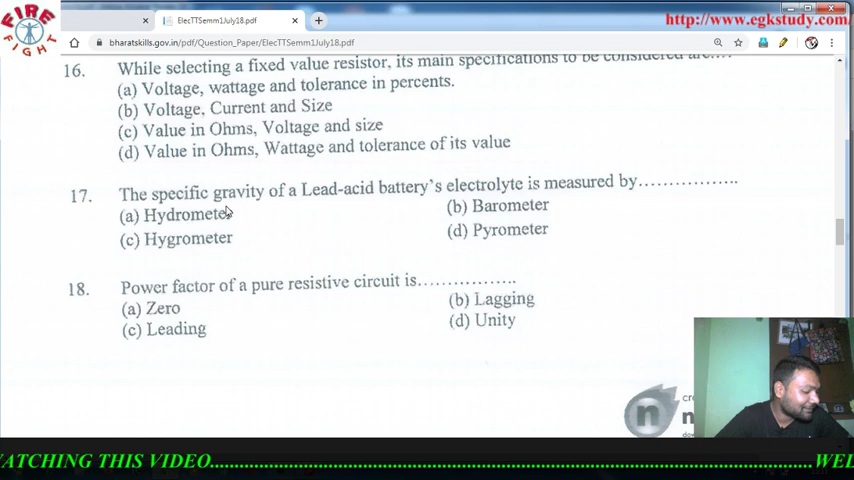 FIRE
FIGHT
ElecTTSemm1July18.pdf
http://www.egkstudy.com
bharatskills.gov.in/pdf/Question_Paper/ElecTTSemm1July18.pdf
16. While selecting a fixed value resistor, its main specifications to be considered are....
(a) Voltage, wattage and tolerance in percents.
(b) Voltage, Current and Size
(c) Value in Ohms, Voltage and size
(d) Value in Ohms, Wattage and tolerance of its value
17. The specific gravity of a Lead-acid battery's electrolyte is measured by..................
(a) Hydrometer (b) Barometer
(c) Hygrometer (d) Pyrometer
18. Power factor of a pure resistive circuit is.................
(a) Zero (b) Lagging
(c) Leading (d) Unity
n
WATCHING THIS VIDEO.......................................................................................WEL